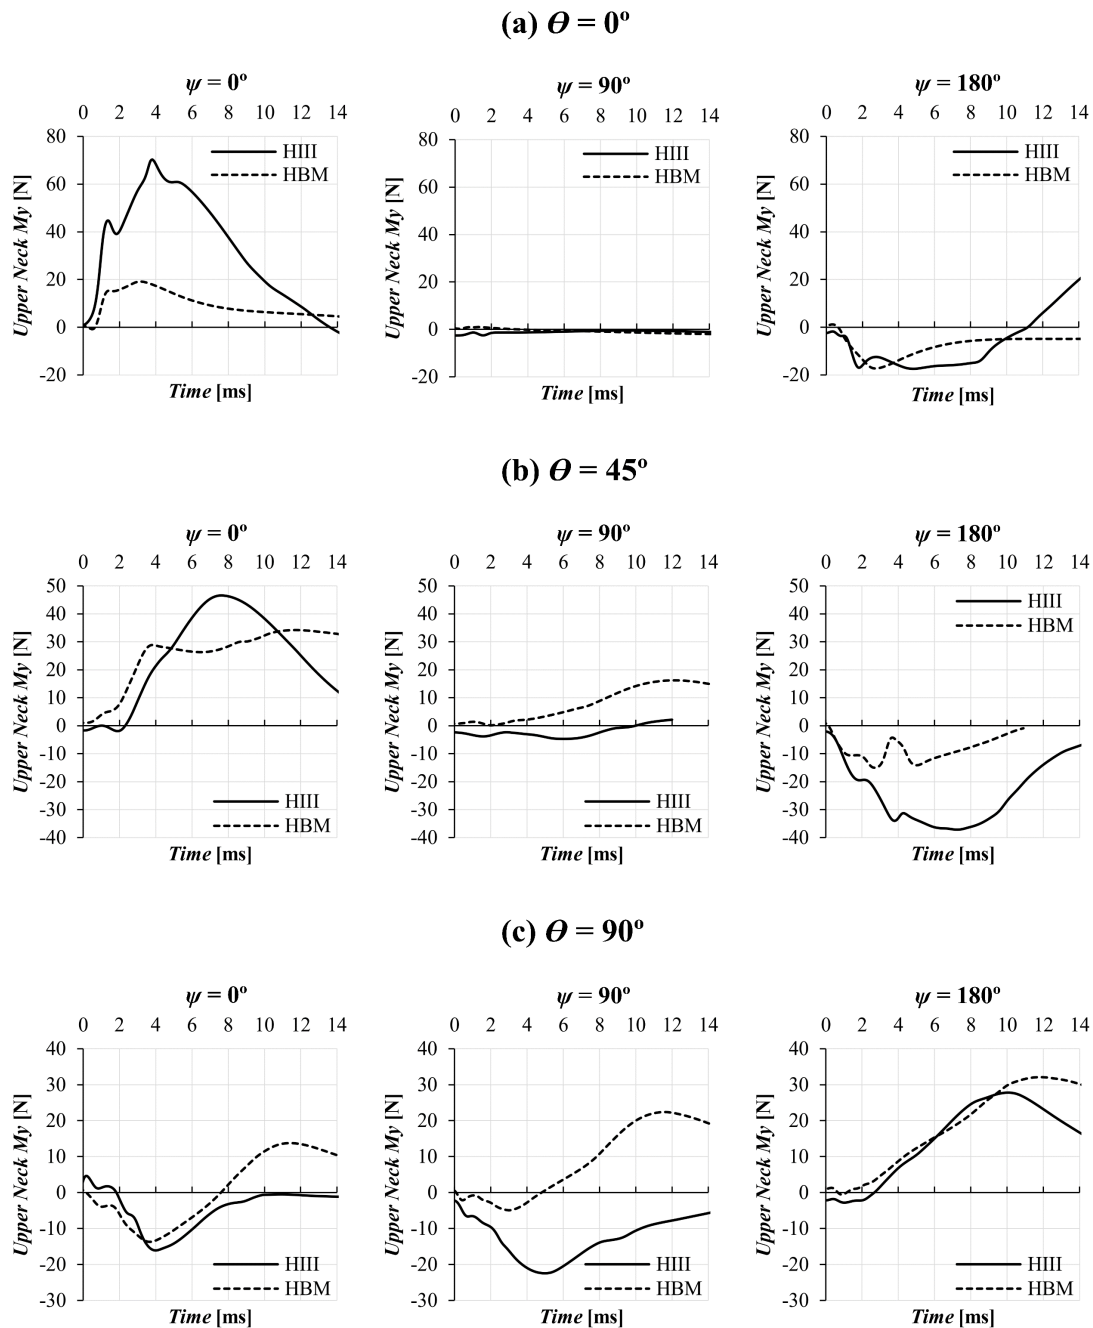 (a) Ɵ = 0º
ψ = 0º
0 2 4 6 8 10 12 14
80
60
40
20
0
-20
Upper Neck My [N]
HIII
HBM
Time [ms]
ψ = 90º
0 2 4 6 8 10 12 14
80
60
40
20
0
-20
Upper Neck My [N]
HIII
HBM
Time [ms]
ψ = 180º
0 2 4 6 8 10 12 14
80
60
40
20
0
-20
Upper Neck My [N]
HIII
HBM
Time [ms]
(b) Ɵ = 45º
ψ = 0º
0 2 4 6 8 10 12 14
50
40
30
20
10
0
-10
-20
-30
-40
Upper Neck My [N]
HIII
HBM
Time [ms]
ψ = 90º
0 2 4 6 8 10 12 14
50
40
30
20
10
0
-10
-20
-30
-40
Upper Neck My [N]
HIII
HBM
Time [ms]
ψ = 180º
0 2 4 6 8 10 12 14
50
40
30
20
10
0
-10
-20
-30
-40
Upper Neck My [N]
HIII
HBM
Time [ms]
(c) Ɵ = 90º
ψ = 0º
0 2 4 6 8 10 12 14
40
30
20
10
0
-10
-20
-30
Upper Neck My [N]
HIII
HBM
Time [ms]
ψ = 90º
0 2 4 6 8 10 12 14
40
30
20
10
0
-10
-20
-30
Upper Neck My [N]
HIII
HBM
Time [ms]
ψ = 180º
0 2 4 6 8 10 12 14
40
30
20
10
0
-10
-20
-30
Upper Neck My [N]
HIII
HBM
Time [ms]